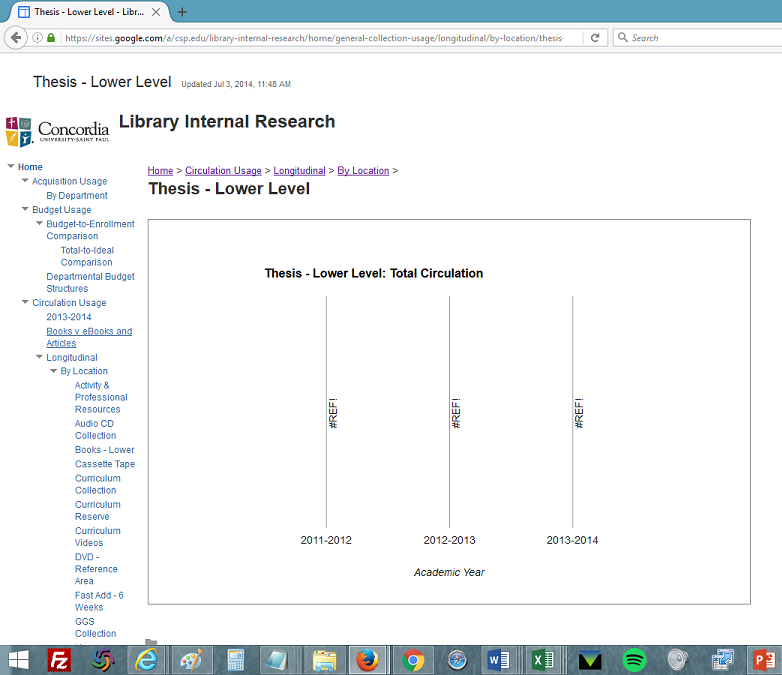 Thesis - Lower Level - Libr...
https://sites.google.com/a/csp.edu/library-internal-research/home/general-collection-usage/longitudinal/by-location/thesis-
Search
Thesis - Lower Level Updated Jul 3, 2014, 11:48 AM
Concordia
UNIVERSITY·SAINT PAUL
Library Internal Research
Home
Acquisition Usage
By Department
Budget Usage
Budget-to-Enrollment
Comparison
Total-to-Ideal
Comparison
Departmental Budget
Structures
Circulation Usage
2013-2014
Books v. eBooks and
Articles
Longitudinal
By Location
Activity &
Professional
Resources
Audio CD
Collection
Books - Lower
Cassette Tape
Curriculum
Collection
Curriculum
Reserve
Curriculum
Videos
DVD -
Reference
Area
Fast Add - 6
Weeks
GGS
Collection
Home > Circulation Usage > Longitudinal > By Location >
Thesis - Lower Level
Thesis - Lower Level: Total Circulation
#REF! #REF! #REF!
2011-2012 2012-2013 2013-2014
Academic Year